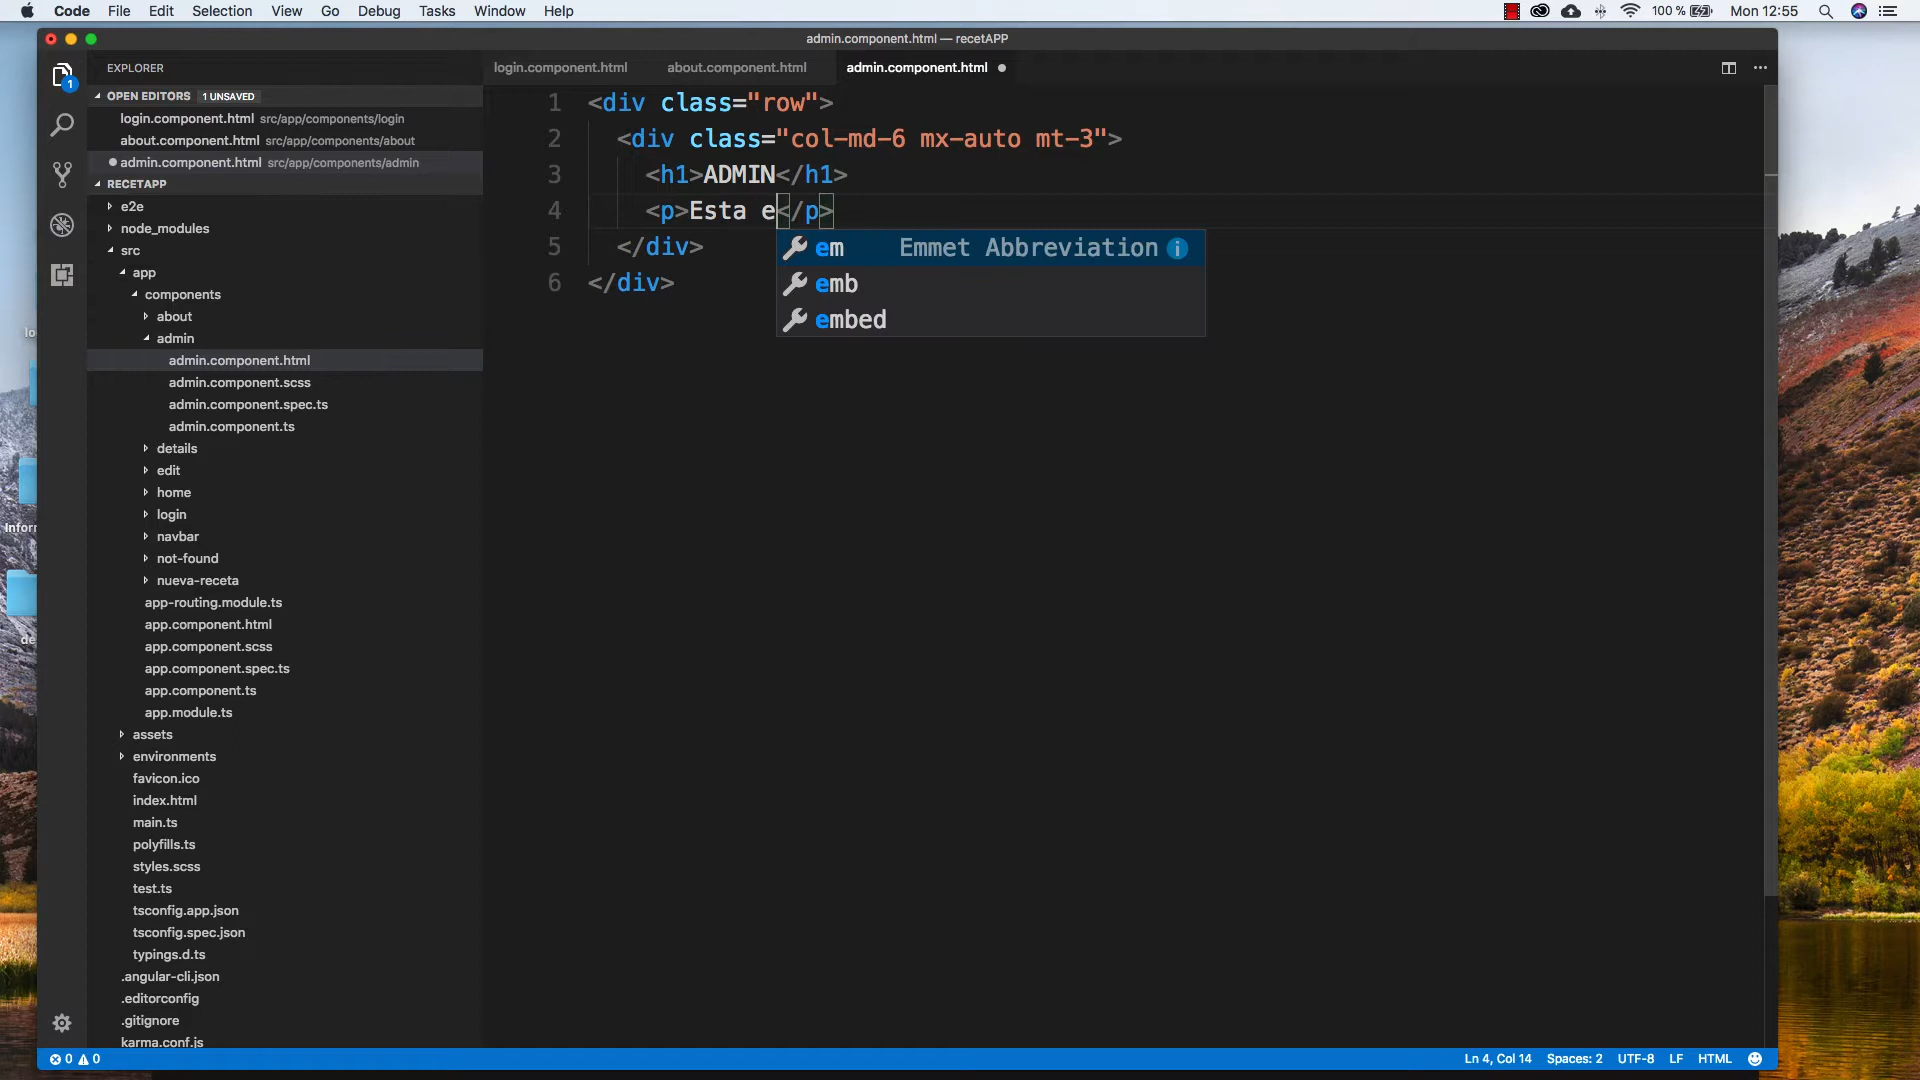 Code File Edit Selection View Go Debug Tasks Window Help 100 % Mon 12:55
admin.component.html — recetAPP
EXPLORER
login.component.html about.component.html admin.component.html
1
OPEN EDITORS 1 UNSAVED
login.component.html src/app/components/login
about.component.html src/app/components/about
admin.component.html src/app/components/admin
RECETAPP
e2e
node_modules
src
app
components
about
admin
admin.component.html
admin.component.scss
admin.component.spec.ts
admin.component.ts
details
edit
home
login
navbar
not-found
nueva-receta
app-routing.module.ts
app.component.html
app.component.scss
app.component.spec.ts
app.component.ts
app.module.ts
assets
environments
favicon.ico
index.html
main.ts
polyfills.ts
styles.scss
test.ts
tsconfig.app.json
tsconfig.spec.json
typings.d.ts
.angular-cli.json
.editorconfig
.gitignore
karma.conf.js
1 <div class="row">
2 <div class="col-md-6 mx-auto mt-3">
3 <h1>ADMIN</h1>
4 <p>Esta e</p>
5 </div>
6 </div>
em Emmet Abbreviation
emb
embed
0 0 Ln 4, Col 14 Spaces: 2 UTF-8 LF HTML